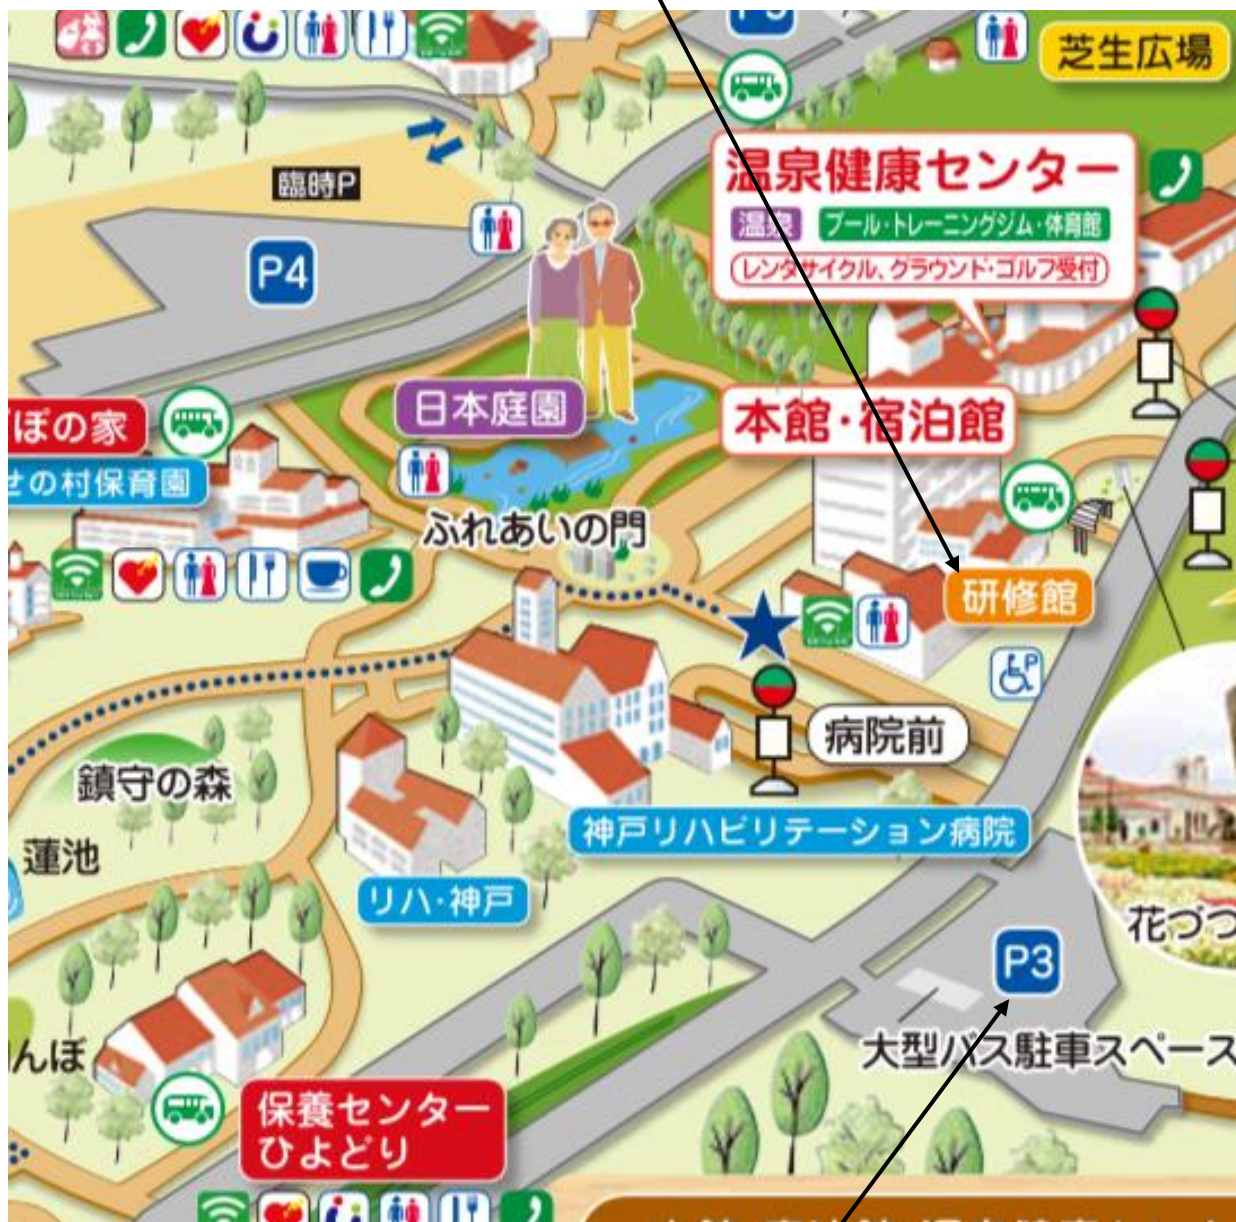 芝生広場
温泉健康センター
温泉 プール・トレーニングジム・体育館
レンタサイクル、グラウンド・ゴルフ受付
臨時P
P4
日本庭園
本館・宿泊館
ぽの家
せの村保育園
ふれあいの門
研修館
P
病院前
鎮守の森
蓮池
神戸リハビリテーション病院
リハ・神戸
花づつ
P3
大型バス駐車スペース
んぼ
保養センター
ひよどり